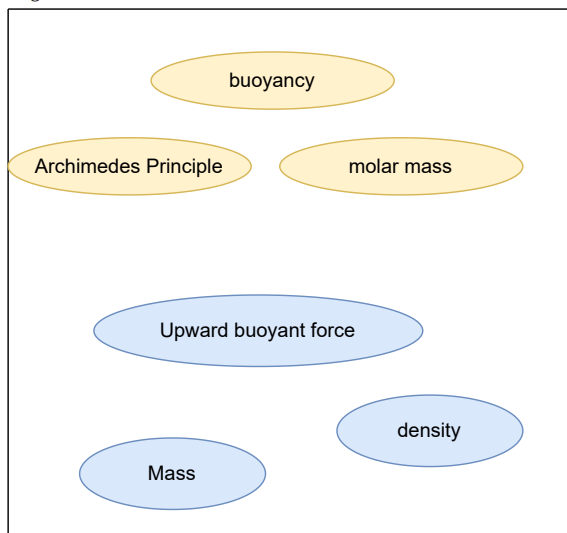 buoyancy
Archimedes Principle
molar mass
Upward buoyant force
density
Mass